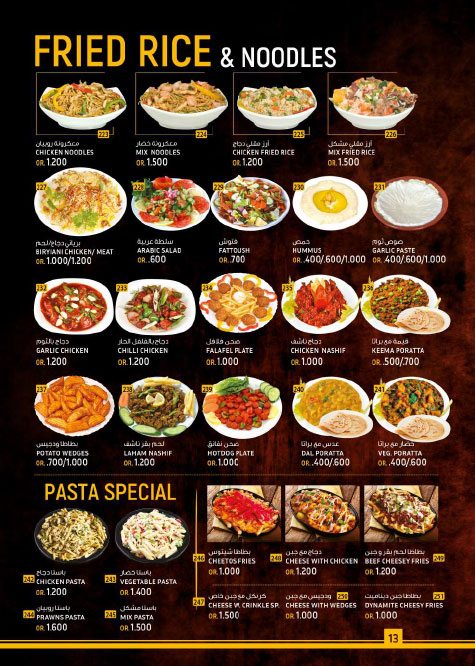 FRIED RICE & NOODLES
223
224
225
226
معكرونة روبيان
CHICKEN NOODLES
OR. 1.200
معكرونة خضار
MIX NOODLES
OR. 1.500
أرز مقلي دجاج
CHICKEN FRIED RICE
OR. 1.200
أرز مقلي مشكل
MIX FRIED RICE
OR. 1.500
227
228
229
230
231
برياني دجاج/لحم
BIRYIANI CHICKEN/ MEAT
OR. 1.000/1.200
سلطة عربية
ARABIC SALAD
OR. .600
فتوش
FATTOUSH
OR. .700
حمص
HUMMUS
OR. .400/.600/1.000
صوص ثوم
GARLIC PASTE
OR. .400/.600/1.000
232
233
234
235
236
دجاج بالثوم
GARLIC CHICKEN
OR. 1.200
دجاج بالفلفل الحار
CHILLI CHICKEN
OR. 1.200
صحن فلافل
FALAFEL PLATE
OR. 1.000
دجاج ناشف
CHICKEN NASHIF
OR. 1.000
قيمة مع براتا
KEEMA PORATTA
OR. .500/.700
237
238
239
240
241
بطاطا ودجيس
POTATO WEDGES
OR. .700/1.000
لحم بقر ناشف
LAHAM NASHIF
OR. 1.200
صحن نقانق
HOTDOG PLATE
OR. 1.000
عدس مع براتا
DAL PORATTA
OR. .400/.600
خضار مع براتا
VEG. PORATTA
OR. .400/.600
PASTA SPECIAL
باستا دجاج
242
CHICKEN PASTA
OR. 1.200
باستا خضار
243
VEGETABLE PASTA
OR. 1.400
باستا روبيان
244
PRAWNS PASTA
OR. 1.600
باستا مشكل
245
MIX PASTA
OR. 1.500
246
بطاطا شيتوس
CHEETOS FRIES
OR. 1.000
248
دجاج مع جبن
CHEESE WITH CHICKEN
OR. 1.200
249
بطاطا لحم بقر و جبن
BEEF CHEESEY FRIES
OR. 1.200
247
كرنكل مع جبن خاص
CHEESE W. CRINKLE SP.
OR. 1.500
250
ودجيس مع جبن
CHEESE WITH WEDGES
OR. 1.000
251
بطاطا جبن ديناميت
DYNAMITE CHEESY FRIES
OR. 1.000
13